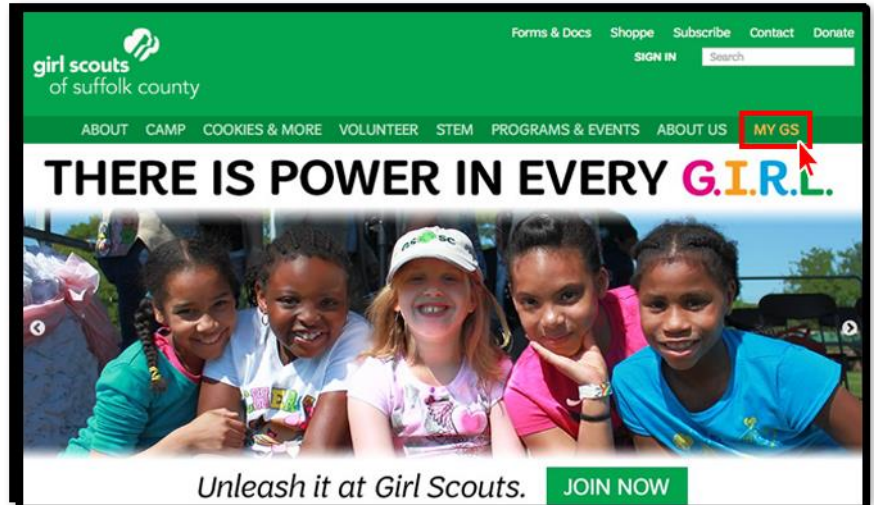 Forms & Docs Shoppe Subscribe Contact Donate
SIGN IN Search
girl scouts
of suffolk county
ABOUT CAMP COOKIES & MORE VOLUNTEER STEM PROGRAMS & EVENTS ABOUT US MY GS
THERE IS POWER IN EVERY G.I.R.L.
GS SC
Unleash it at Girl Scouts. JOIN NOW